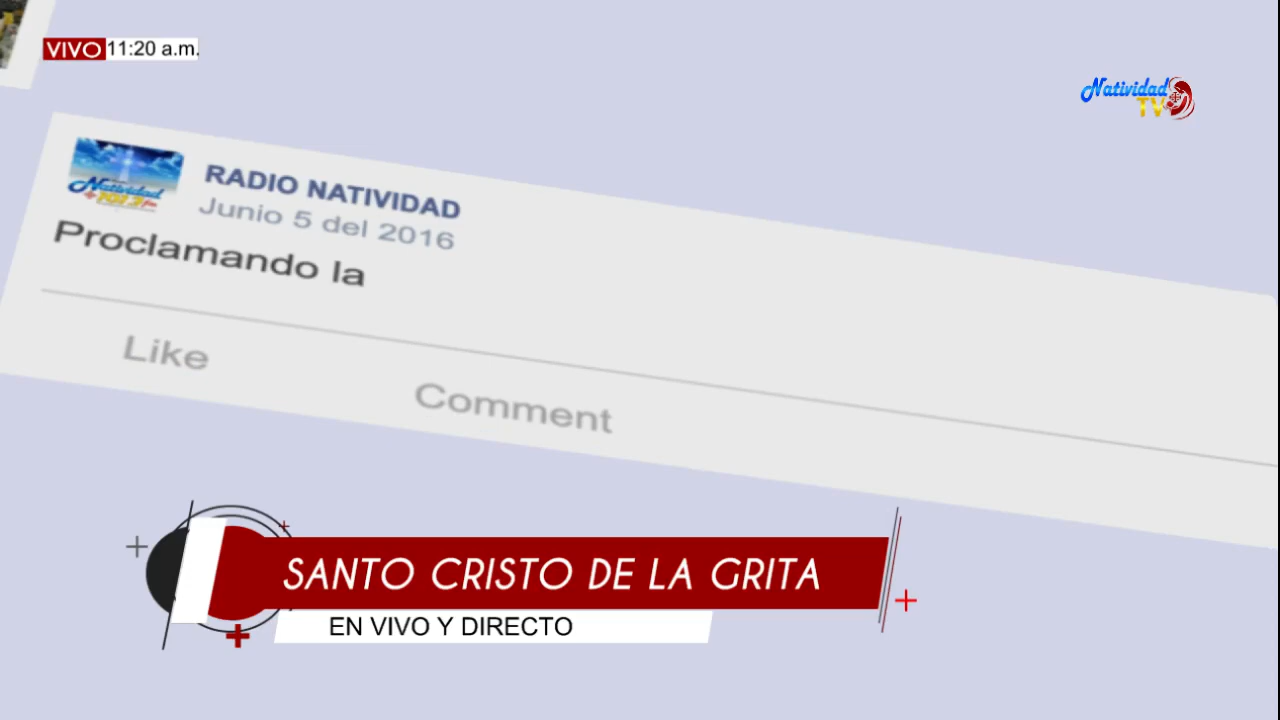 VIVO 11:20 a.m.
Natividad
TV
Natividad
RADIO NATIVIDAD
Junio 5 del 2016
Proclamando la
Like
Comment
SANTO CRISTO DE LA GRITA
EN VIVO Y DIRECTO